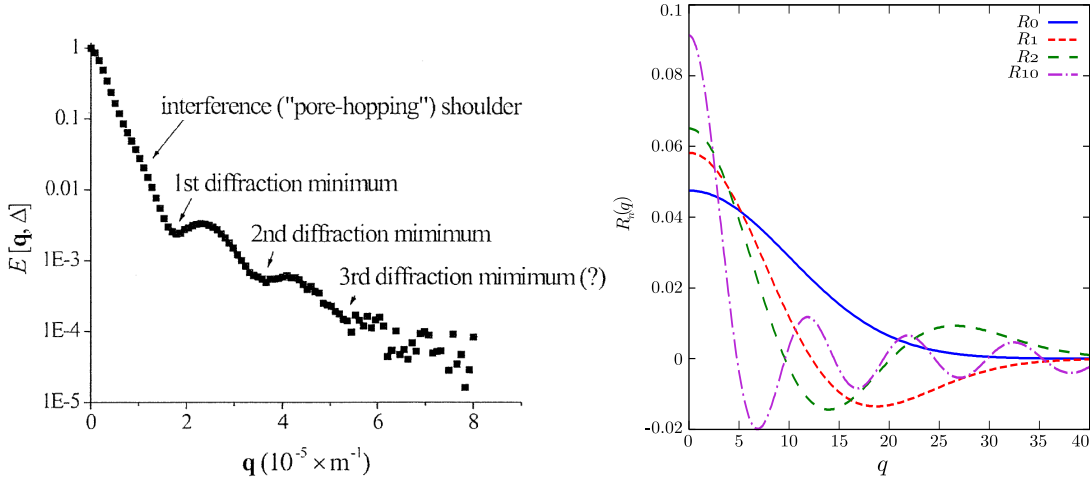 1
0.1
0.01
1E-3
1E-4
1E-5
E [q, Δ]
interference ("pore-hopping") shoulder
1st diffraction minimum
2nd diffraction mimimum
3rd diffraction mimimum (?)
0
2
4
6
8
q (10⁻⁵ × m⁻¹)
0.1
0.08
0.06
0.04
0.02
0
-0.02
Rₙ(q)
R0
R1
R2
R10
0
5
10
15
20
25
30
35
40
q